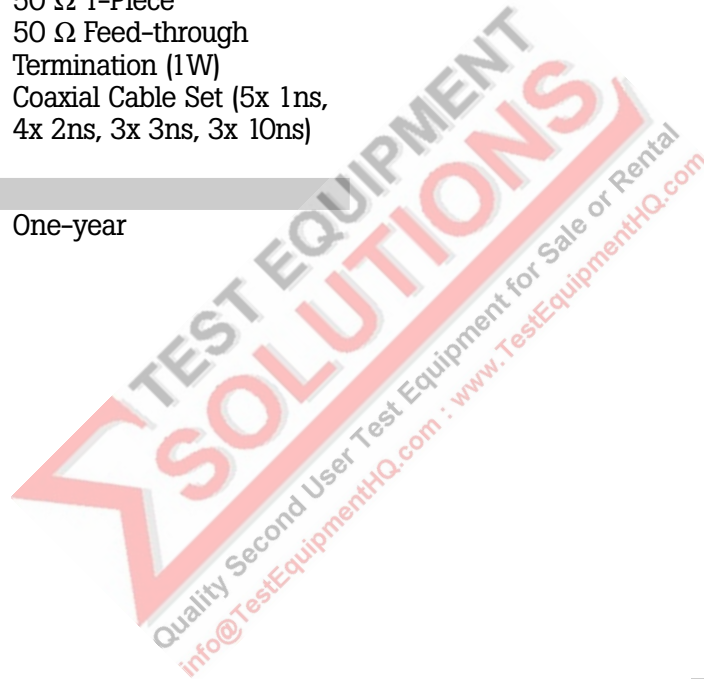 50 Ω T-Piece
50 Ω Feed-through
Termination (1W)
Coaxial Cable Set (5x 1ns,
4x 2ns, 3x 3ns, 3x 10ns)
One-year
TEST EQUIPMENT
SOLUTIONS
Quality Second User Test Equipment for Sale or Rental
info@TestEquipmentHQ.com : www.TestEquipmentHQ.com